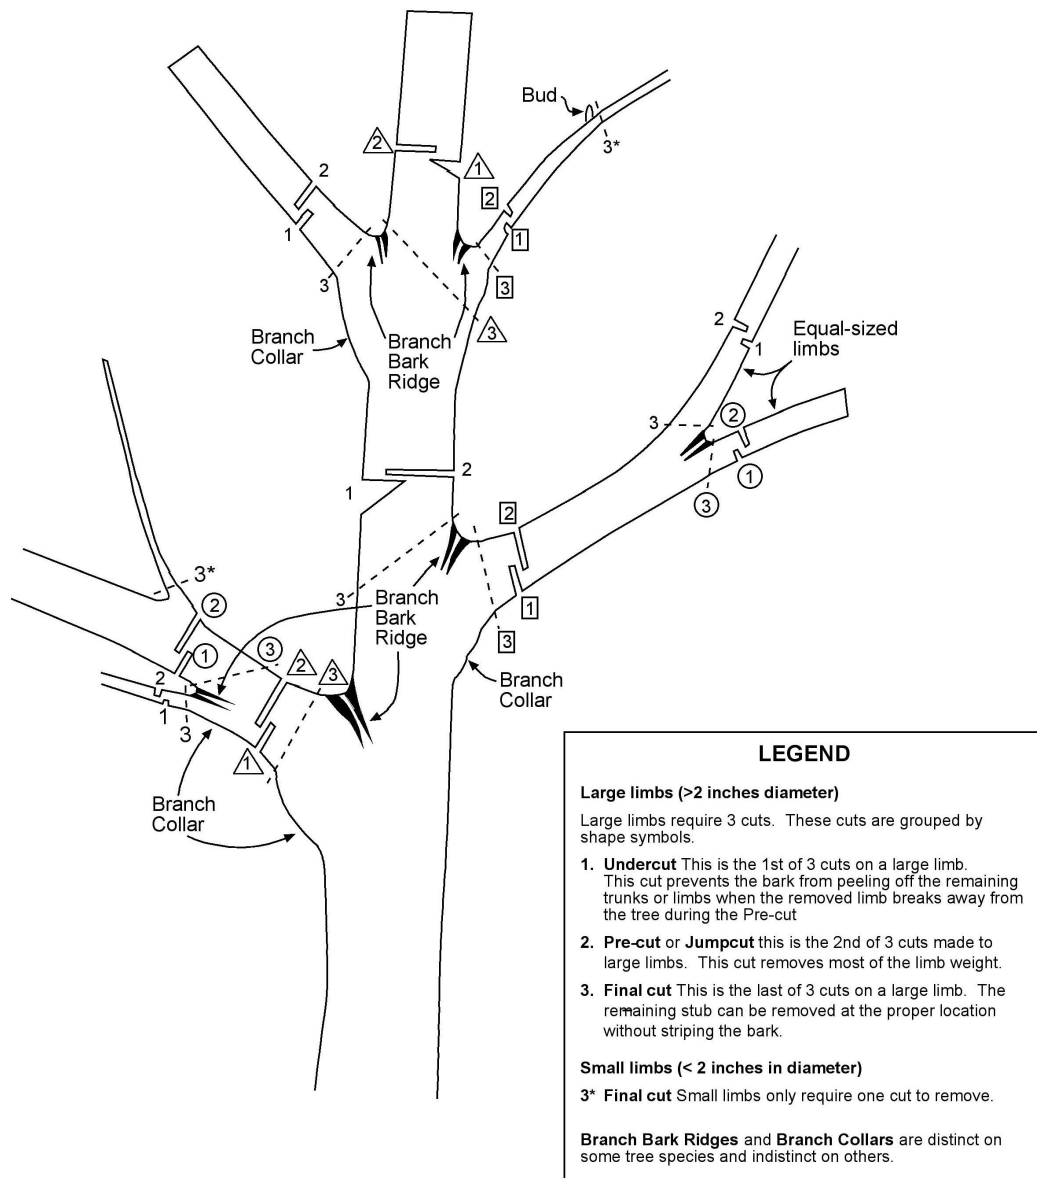 Bud
3*
2
1
2
1
2
1
3
3
3
Branch
Collar
Branch
Bark
Ridge
2
1
Equal-sized
limbs
3
2
1
3
2
1
2
1
3
3
Branch
Bark
Ridge
Branch
Collar
3*
2
1
3
2
3
2
1
3
1
Branch
Collar
LEGEND
Large limbs (>2 inches diameter)
Large limbs require 3 cuts. These cuts are grouped by
shape symbols.
1. Undercut This is the 1st of 3 cuts on a large limb.
This cut prevents the bark from peeling off the remaining
trunks or limbs when the removed limb breaks away from
the tree during the Pre-cut
2. Pre-cut or Jumpcut this is the 2nd of 3 cuts made to
large limbs. This cut removes most of the limb weight.
3. Final cut This is the last of 3 cuts on a large limb. The
remaining stub can be removed at the proper location
without striping the bark.
Small limbs (< 2 inches in diameter)
3* Final cut Small limbs only require one cut to remove.
Branch Bark Ridges and Branch Collars are distinct on
some tree species and indistinct on others.